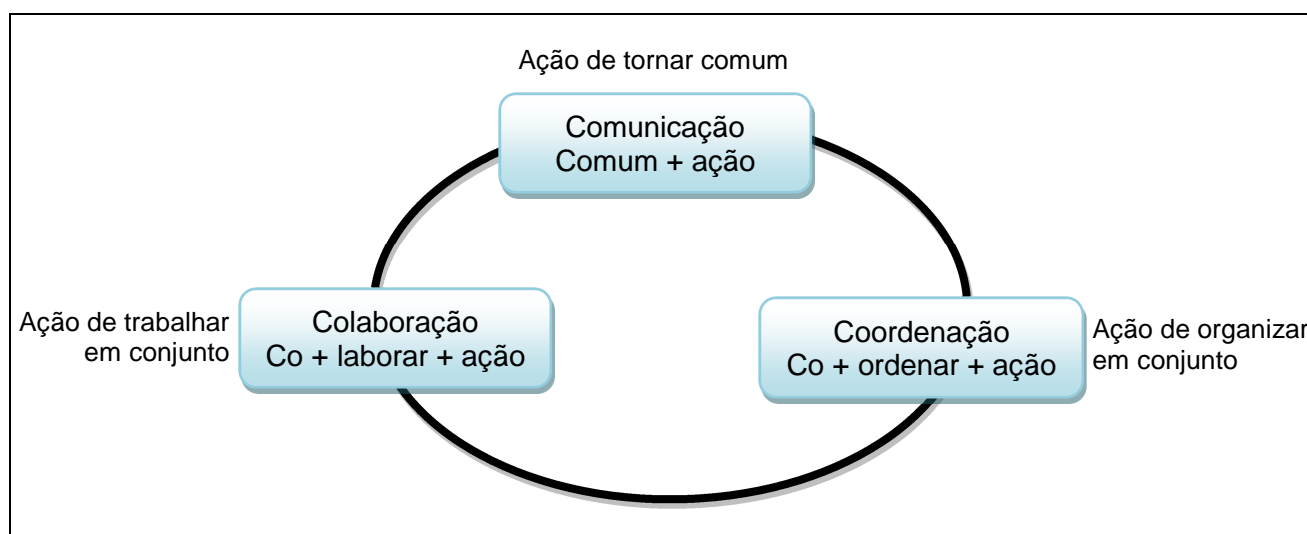 Ação de tornar comum
Comunicação
Comum + ação
Ação de trabalhar
em conjunto
Colaboração
Co + laborar + ação
Coordenação
Co + ordenar + ação
Ação de organizar
em conjunto